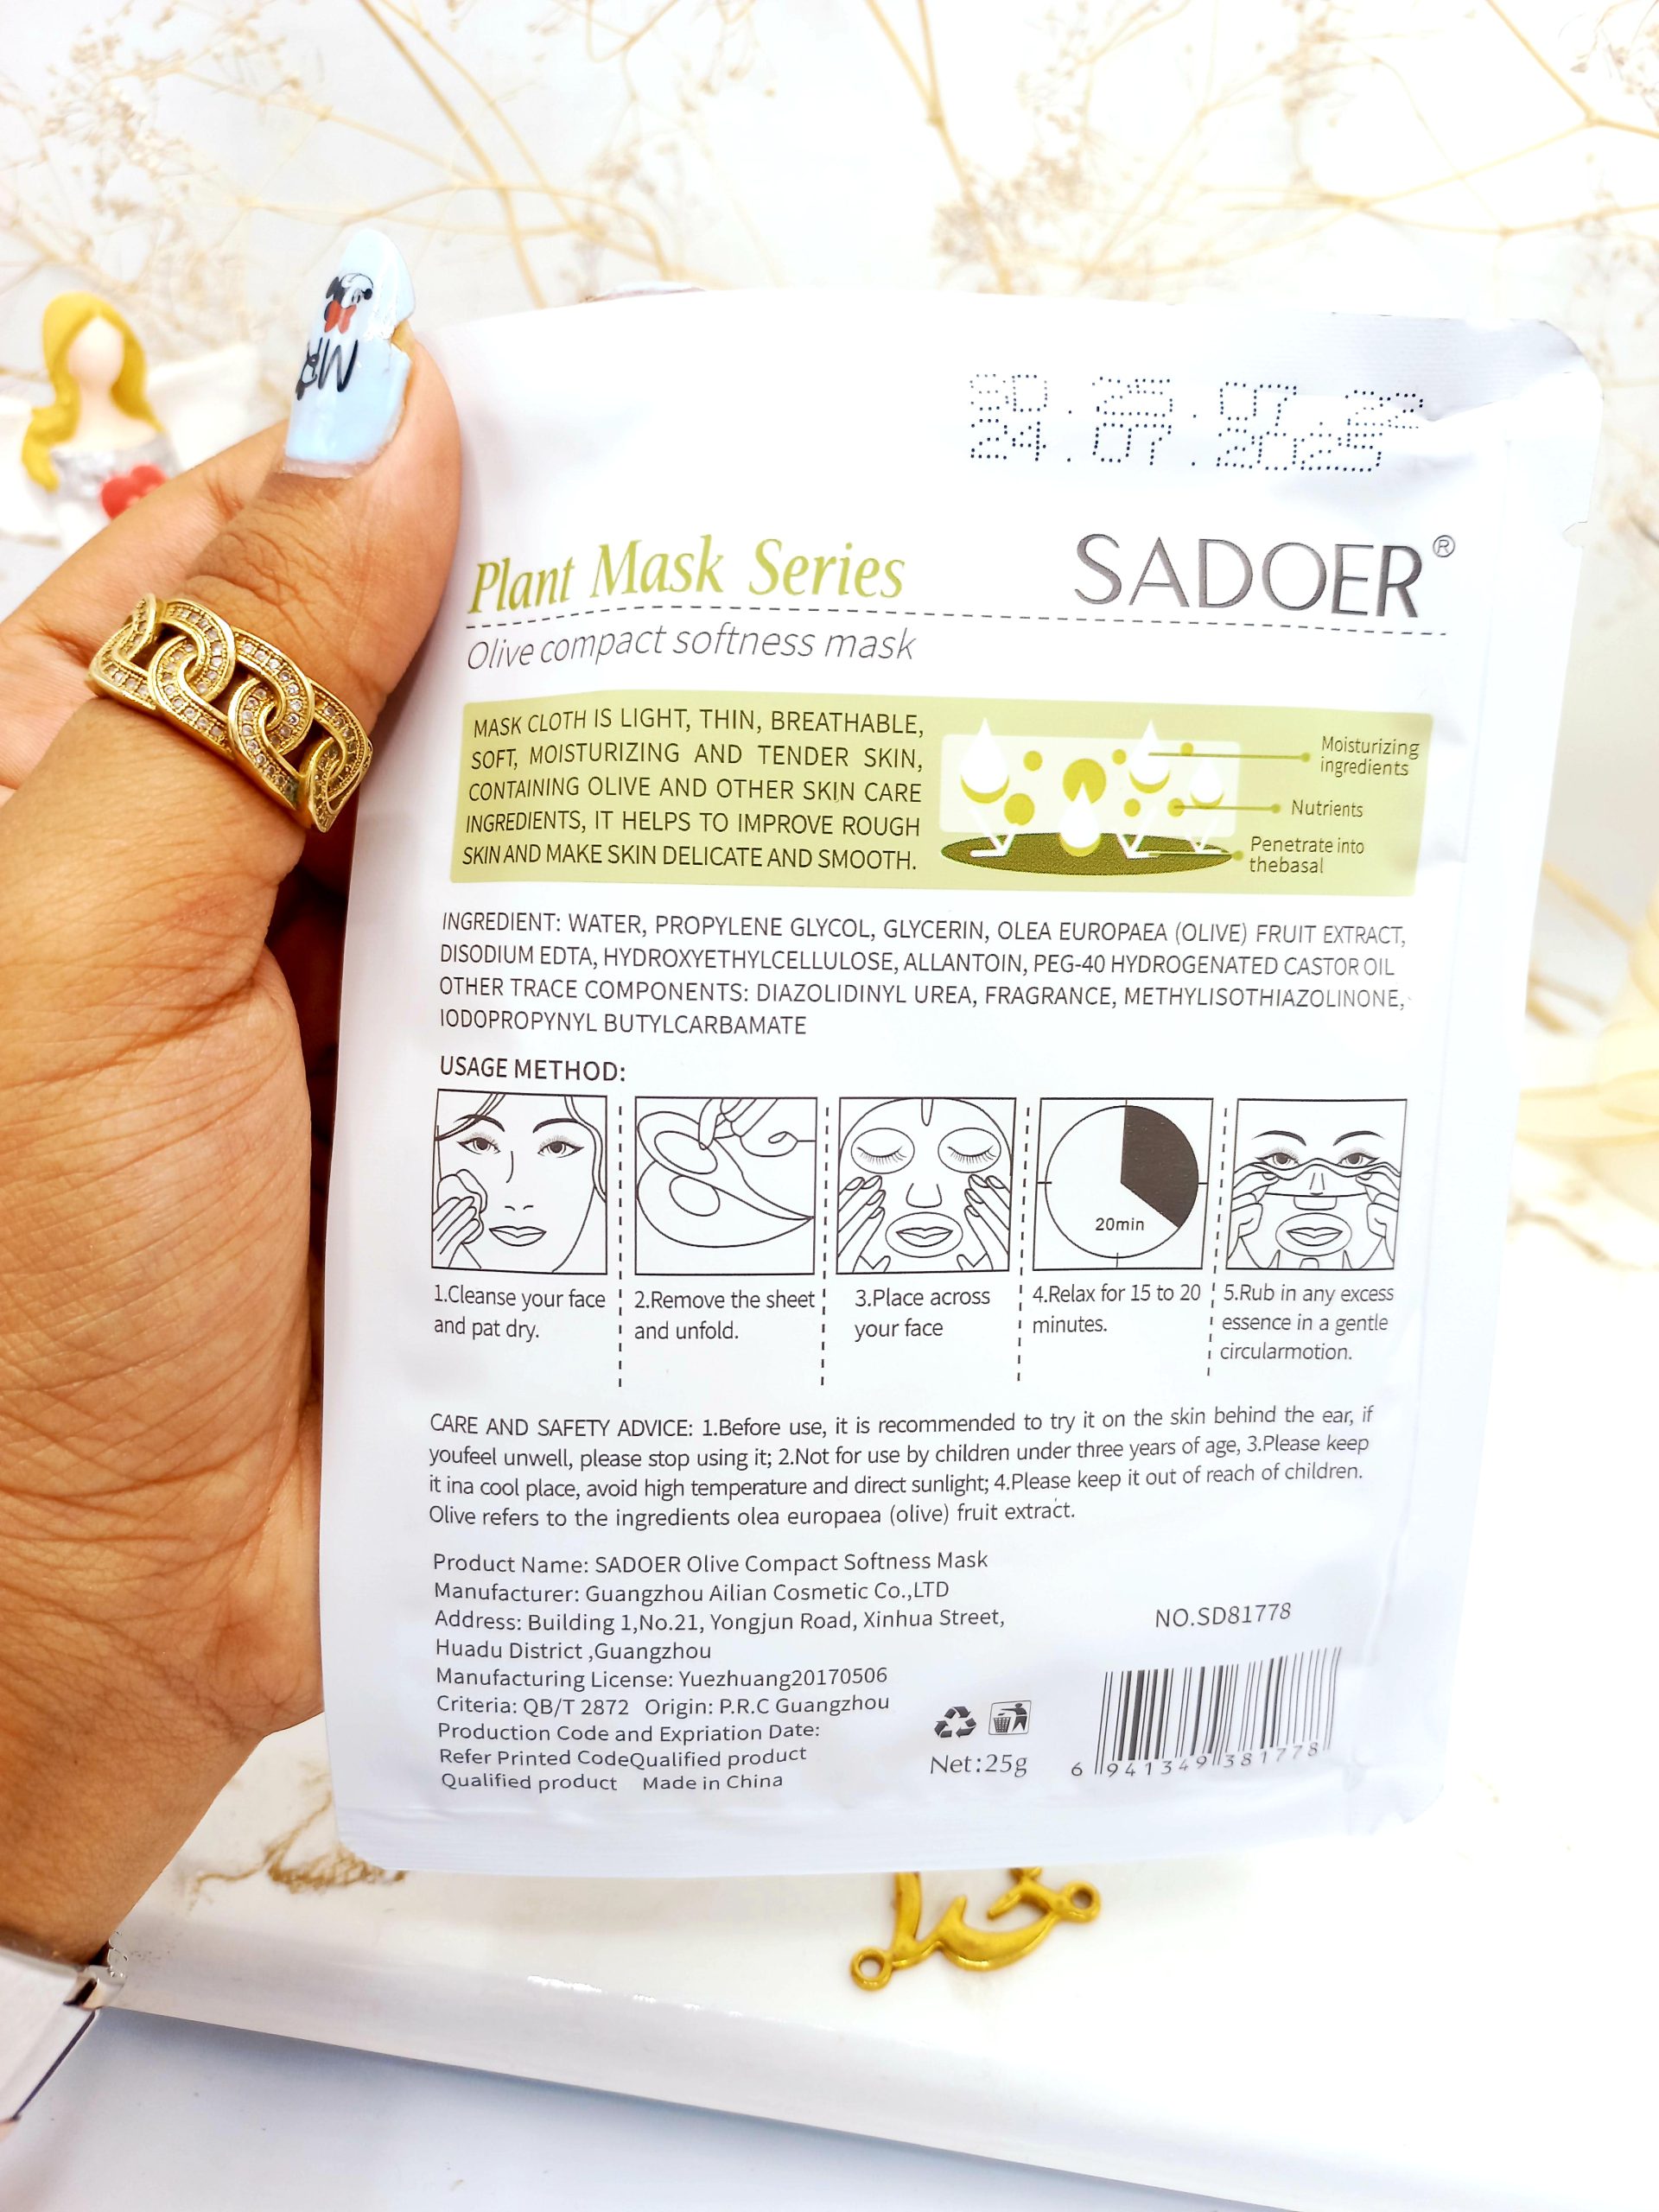 SD.25.07.22
24.07.2025
Plant Mask Series
SADOER®
Olive compact softness mask
MASK CLOTH IS LIGHT, THIN, BREATHABLE,
SOFT, MOISTURIZING AND TENDER SKIN,
CONTAINING OLIVE AND OTHER SKIN CARE
INGREDIENTS, IT HELPS TO IMPROVE ROUGH
SKIN AND MAKE SKIN DELICATE AND SMOOTH.
Moisturizing
ingredients
Nutrients
Penetrate into
thebasal
INGREDIENT: WATER, PROPYLENE GLYCOL, GLYCERIN, OLEA EUROPAEA (OLIVE) FRUIT EXTRACT,
DISODIUM EDTA, HYDROXYETHYLCELLULOSE, ALLANTOIN, PEG-40 HYDROGENATED CASTOR OIL
OTHER TRACE COMPONENTS: DIAZOLIDINYL UREA, FRAGRANCE, METHYLISOTHIAZOLINONE,
IODOPROPYNYL BUTYLCARBAMATE
USAGE METHOD:
20min
1.Cleanse your face
and pat dry.
2.Remove the sheet
and unfold.
3.Place across
your face
4.Relax for 15 to 20
minutes.
5.Rub in any excess
essence in a gentle
circularmotion.
CARE AND SAFETY ADVICE: 1.Before use, it is recommended to try it on the skin behind the ear, if
youfeel unwell, please stop using it; 2.Not for use by children under three years of age, 3.Please keep
it ina cool place, avoid high temperature and direct sunlight; 4.Please keep it out of reach of children.
Olive refers to the ingredients olea europaea (olive) fruit extract.
Product Name: SADOER Olive Compact Softness Mask
Manufacturer: Guangzhou Ailian Cosmetic Co.,LTD
Address: Building 1,No.21, Yongjun Road, Xinhua Street,
Huadu District ,Guangzhou
Manufacturing License: Yuezhuang20170506
Criteria: QB/T 2872 Origin: P.R.C Guangzhou
Production Code and Expriation Date:
Refer Printed CodeQualified product
Qualified product Made in China
Net:25g
NO.SD81778
6 941349 381778